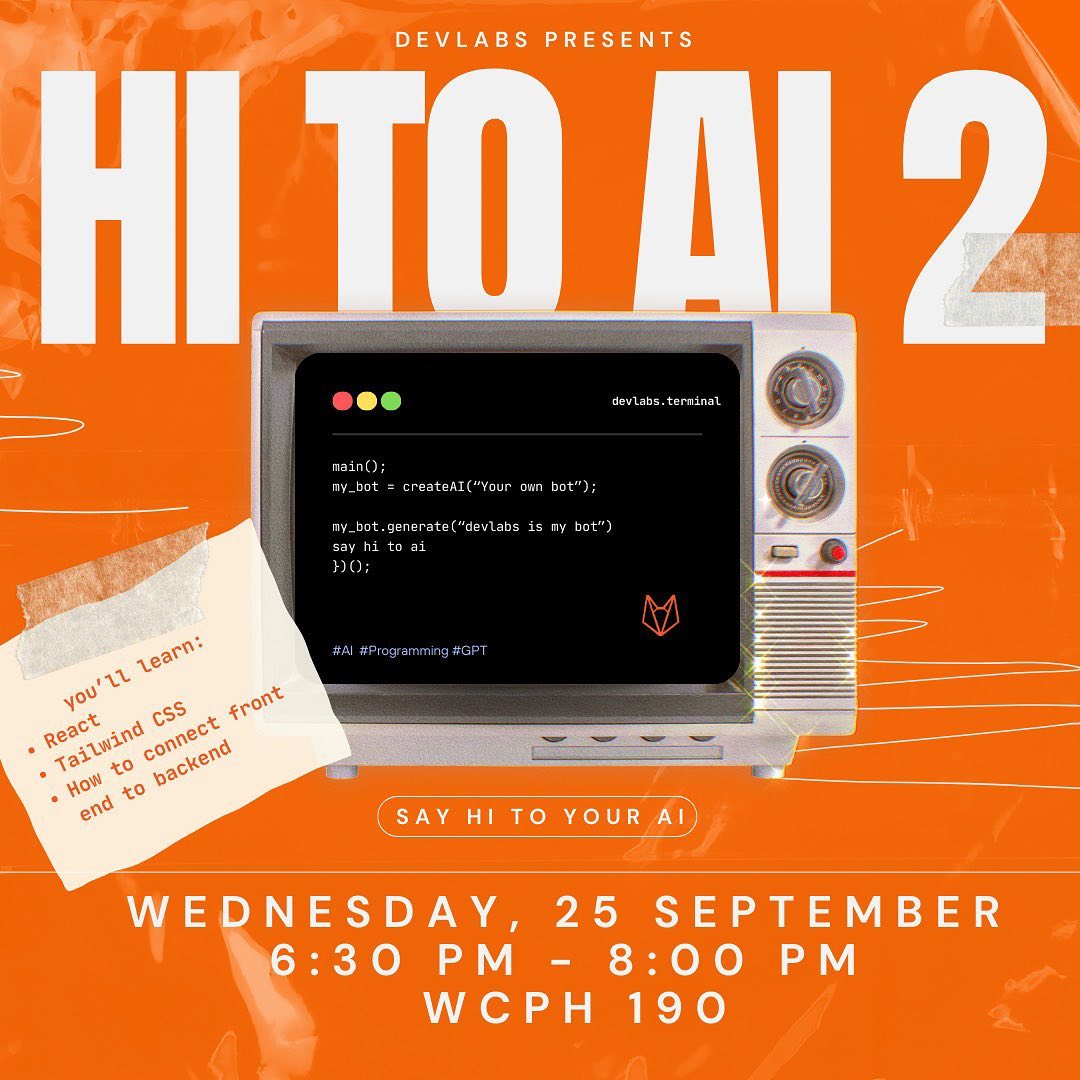 DEVLABS PRESENTS
HI TO AI 2
devlabs.terminal
main();
my_bot = createAI(“Your own bot”);
my_bot.generate(“devlabs is my bot”)
say hi to ai
})();
#AI #Programming #GPT
you’ll learn:
• React
• Tailwind CSS
• How to connect front
end to backend
SAY HI TO YOUR AI
WEDNESDAY, 25 SEPTEMBER
6:30 PM – 8:00 PM
WCPH 190